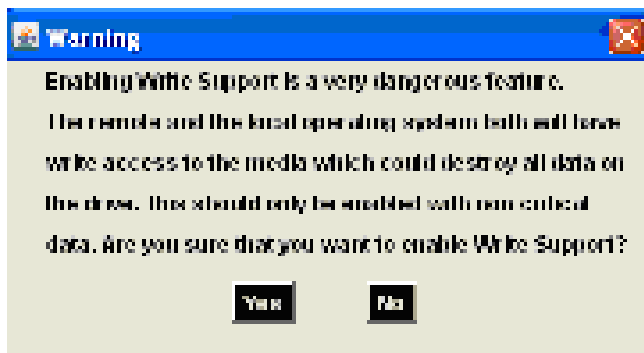 Warning
Enabling Write Support is a very dangerous feature.
The remote and the local operating system both will have
write access to the media which could destroy all data on
the drive. This should only be enabled with non critical
data. Are you sure that you want to enable Write Support?
Yes
No